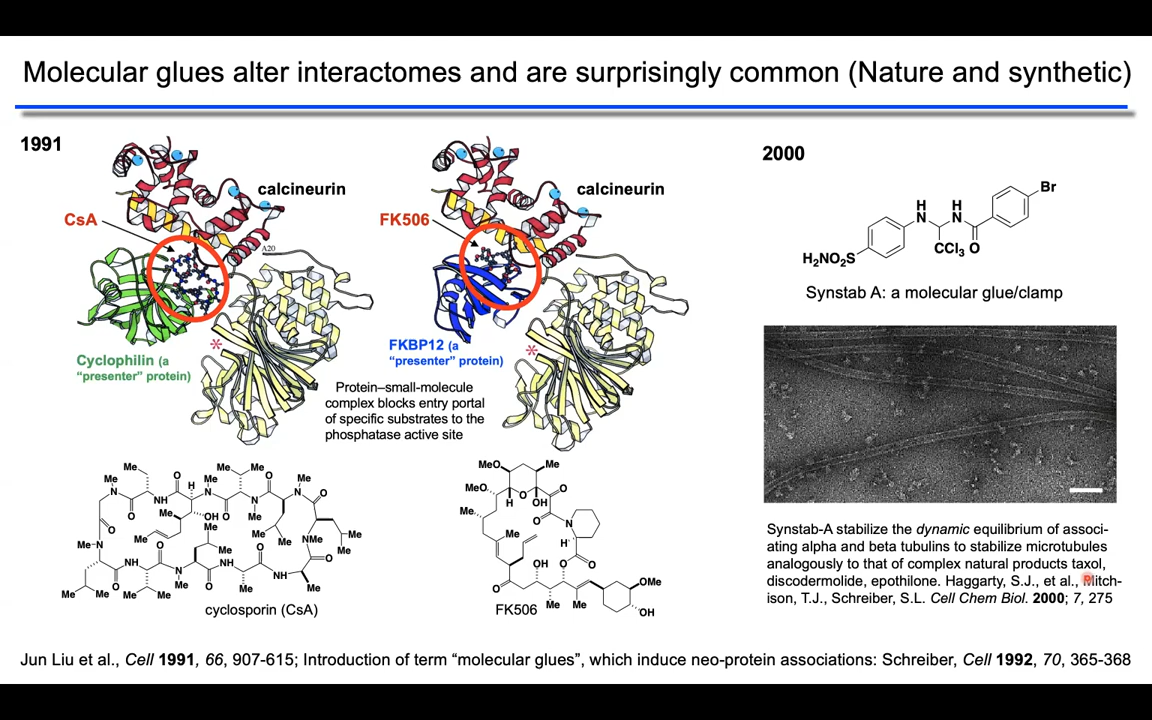 Molecular glues alter interactomes and are surprisingly common (Nature and synthetic)
1991
calcineurin
CsA
A20
Cyclophilin (a
“presenter” protein)
*
calcineurin
FK506
FKBP12 (a
“presenter” protein)
*
Protein–small-molecule
complex blocks entry portal
of specific substrates to the
phosphatase active site
cyclosporin (CsA)
FK506
2000
H N
H N
Br
CCl3 O
H2NO2S
Synstab A: a molecular glue/clamp
Synstab-A stabilize the dynamic equilibrium of associ-
ating alpha and beta tubulins to stabilize microtubules
analogously to that of complex natural products taxol,
discodermolide, epothilone. Haggarty, S.J., et al., Mitch-
ison, T.J., Schreiber, S.L. Cell Chem Biol. 2000; 7, 275
Jun Liu et al., Cell 1991, 66, 907-615; Introduction of term “molecular glues”, which induce neo-protein associations: Schreiber, Cell 1992, 70, 365-368